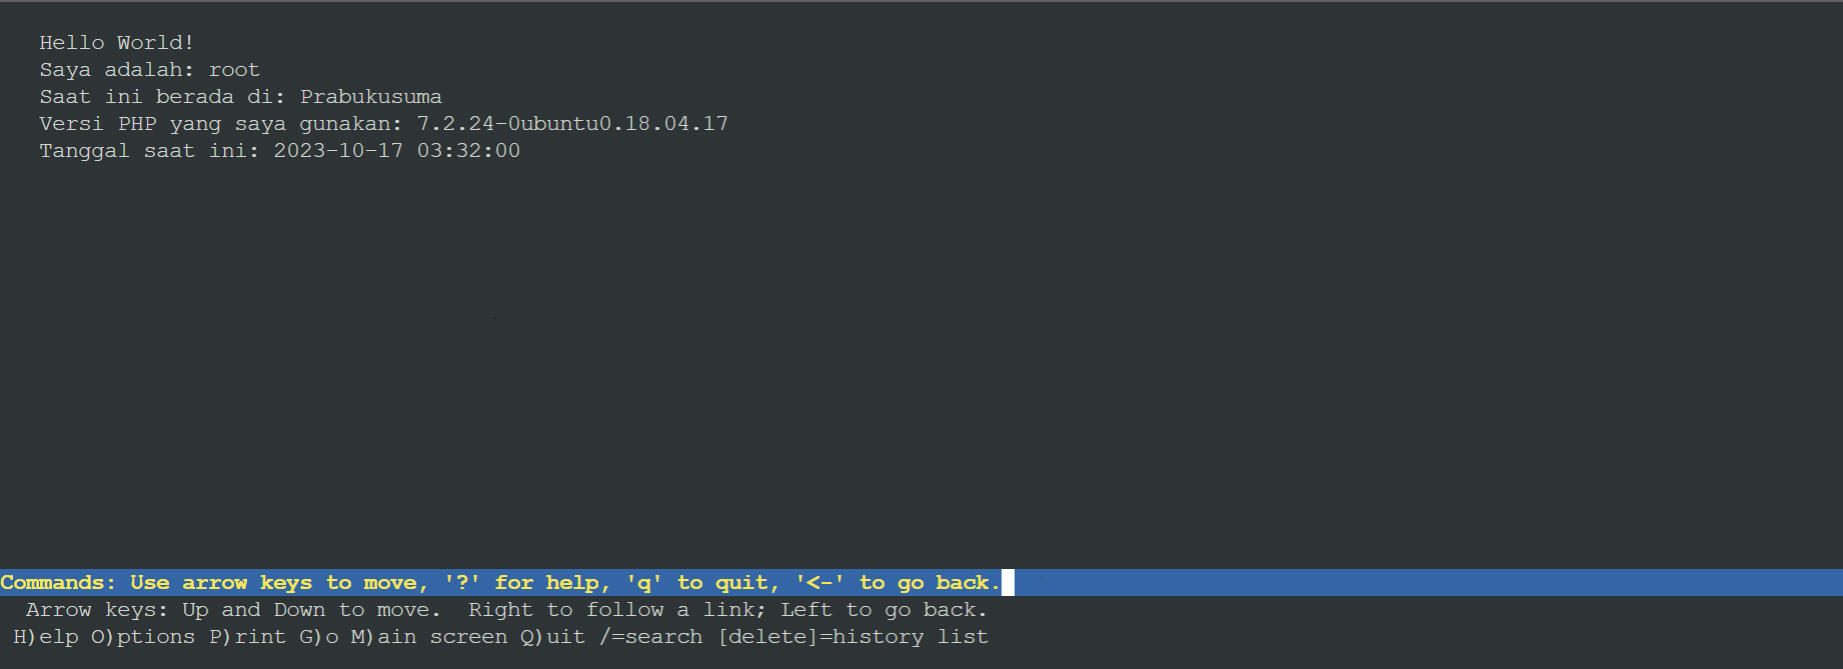 Hello World!
Saya adalah: root
Saat ini berada di: Prabukusuma
Versi PHP yang saya gunakan: 7.2.24-0ubuntu0.18.04.17
Tanggal saat ini: 2023-10-17 03:32:00
Commands: Use arrow keys to move, '?' for help, 'q' to quit, '<-' to go back.
Arrow keys: Up and Down to move.  Right to follow a link; Left to go back.
H)elp O)ptions P)rint G)o M)ain screen Q)uit /=search [delete]=history list